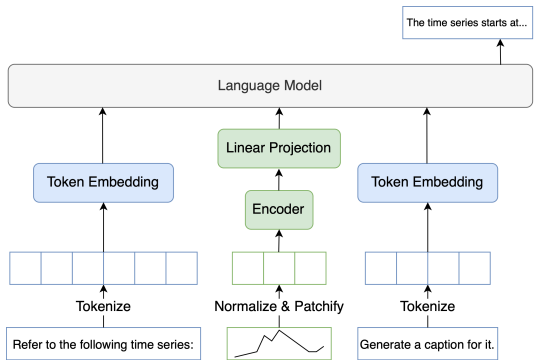 The time series starts at...
Language Model
Linear Projection
Token Embedding
Token Embedding
Encoder
Tokenize
Normalize & Patchify
Tokenize
Refer to the following time series:
Generate a caption for it.